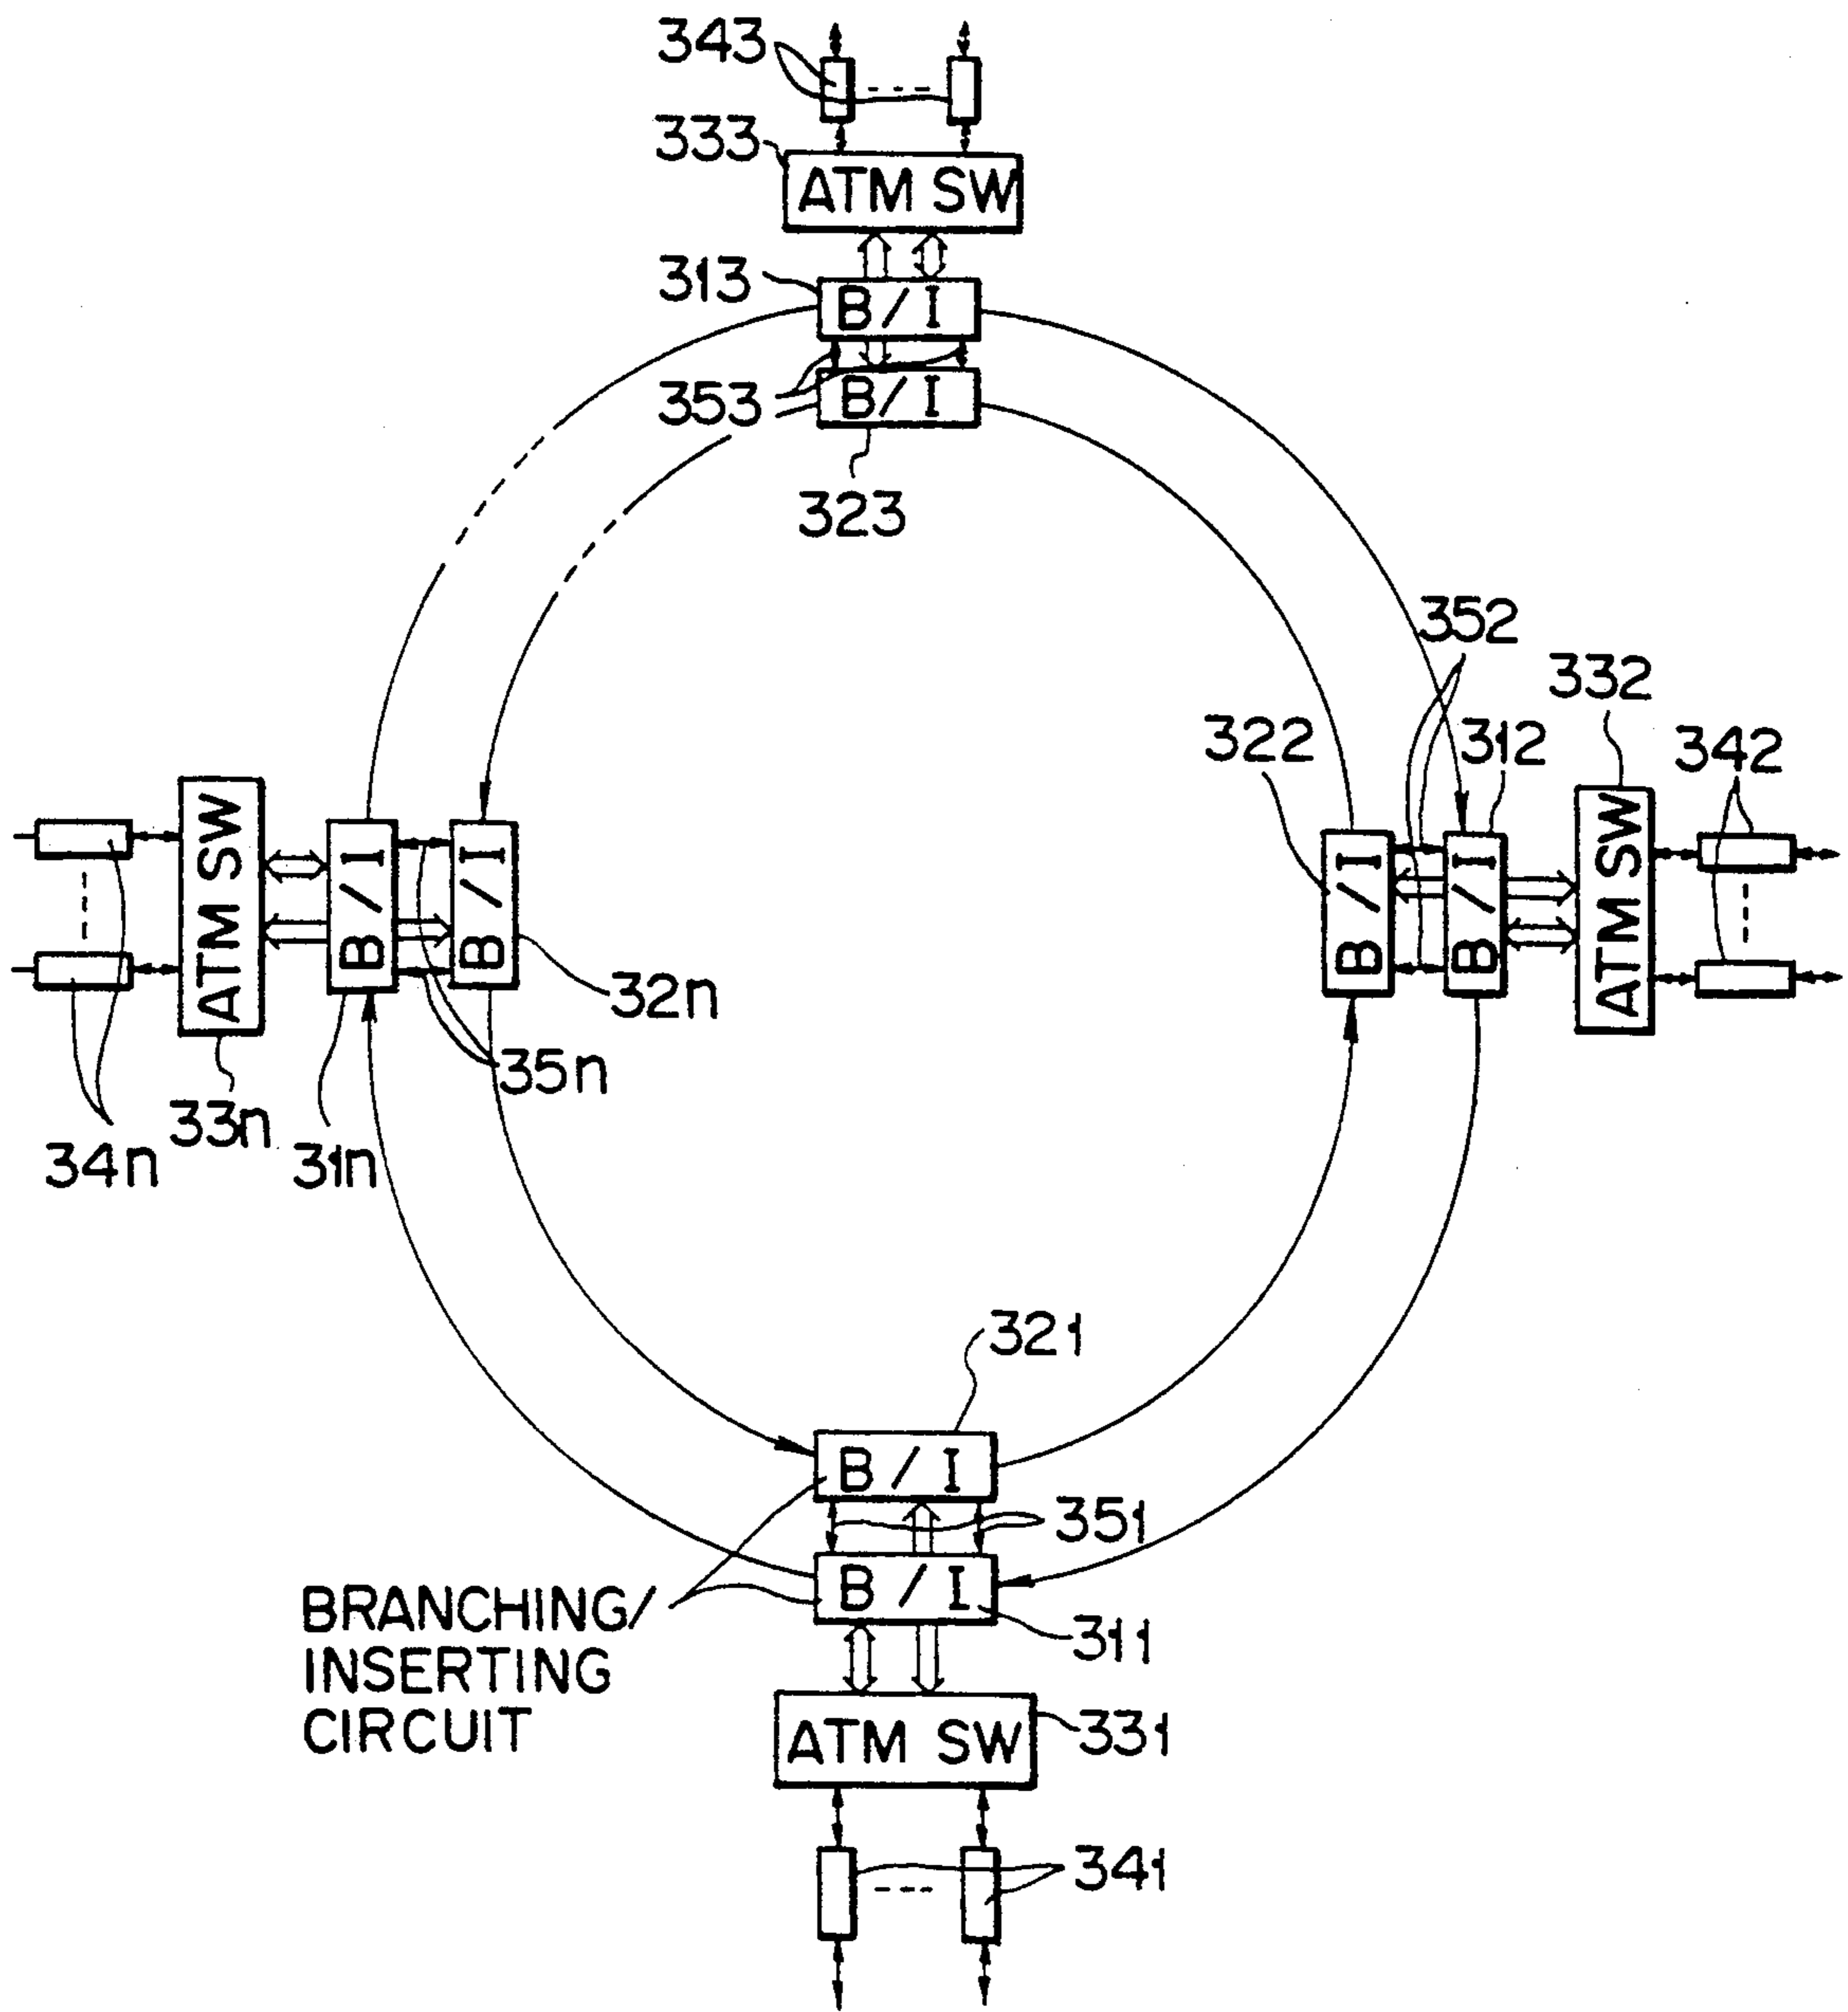 343
333
ATM SW
313
B/I
353
B/I
323
352
332
322
312
342
ATM SW
B/I
B/I
B/I
B/I
ATM SW
32n
35n
33n
31n
34n
321
B/I
351
BRANCHING/
INSERTING
CIRCUIT
B/I
311
ATM SW
331
341